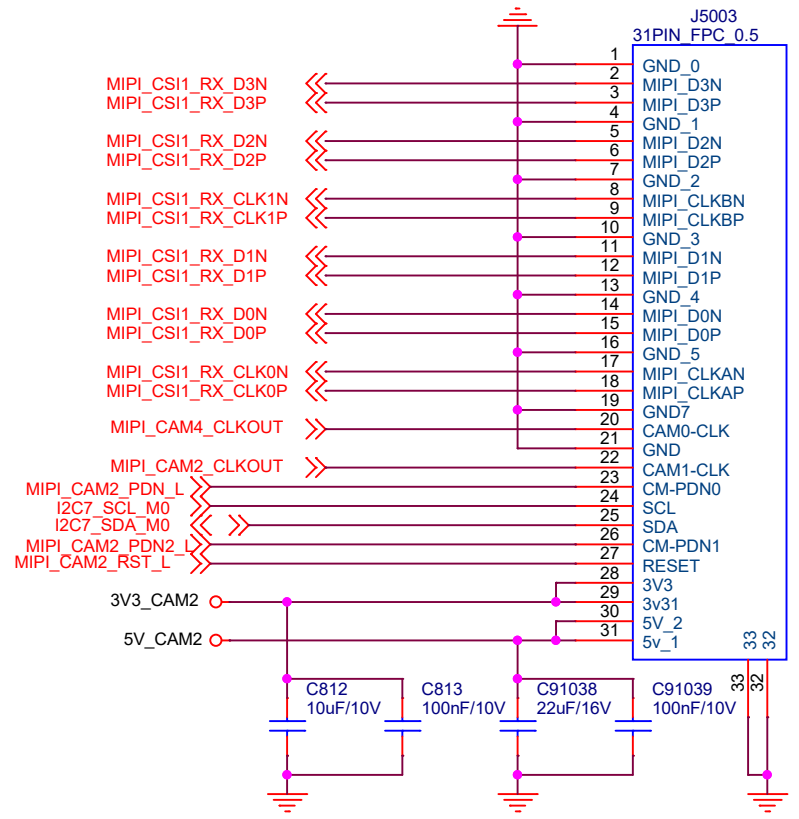 J5003
31PIN_FPC_0.5
1 GND_0
MIPI_CSI1_RX_D3N 2 MIPI_D3N
MIPI_CSI1_RX_D3P 3 MIPI_D3P
4 GND_1
MIPI_CSI1_RX_D2N 5 MIPI_D2N
MIPI_CSI1_RX_D2P 6 MIPI_D2P
7 GND_2
MIPI_CSI1_RX_CLK1N 8 MIPI_CLKBN
MIPI_CSI1_RX_CLK1P 9 MIPI_CLKBP
10 GND_3
MIPI_CSI1_RX_D1N 11 MIPI_D1N
MIPI_CSI1_RX_D1P 12 MIPI_D1P
13 GND_4
MIPI_CSI1_RX_D0N 14 MIPI_D0N
MIPI_CSI1_RX_D0P 15 MIPI_D0P
16 GND_5
MIPI_CSI1_RX_CLK0N 17 MIPI_CLKAN
MIPI_CSI1_RX_CLK0P 18 MIPI_CLKAP
19 GND7
MIPI_CAM4_CLKOUT 20 CAM0-CLK
21 GND
MIPI_CAM2_CLKOUT 22 CAM1-CLK
MIPI_CAM2_PDN_L 23 CM-PDN0
I2C7_SCL_M0 24 SCL
I2C7_SDA_M0 25 SDA
MIPI_CAM2_PDN2_L 26 CM-PDN1
MIPI_CAM2_RST_L 27 RESET
28 3V3
3V3_CAM2 29 3v31
30 5V_2
5V_CAM2 31 5v_1
33 32
33 32
C812 C813 C91038 C91039
10uF/10V 100nF/10V 22uF/16V 100nF/10V